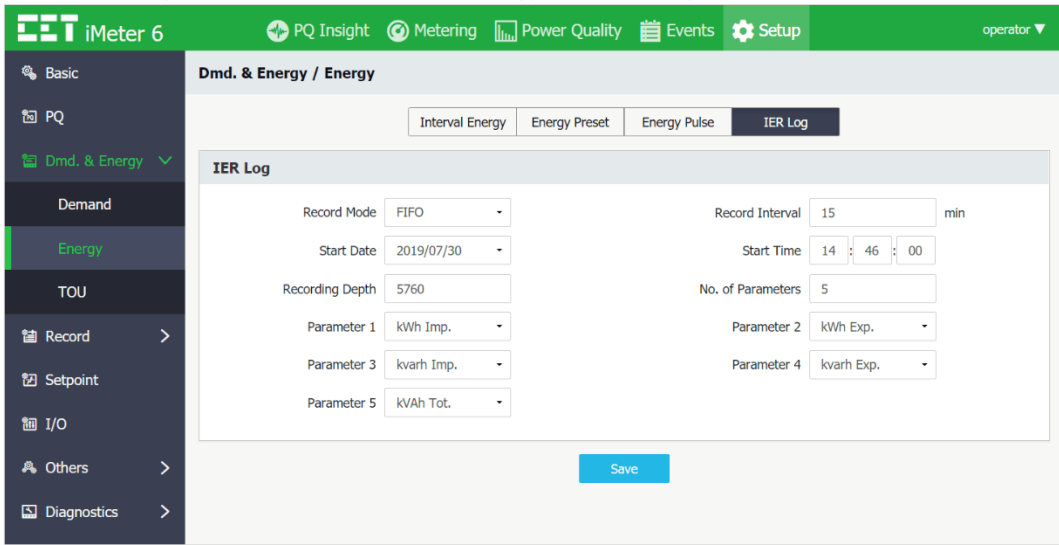 CET iMeter 6 PQ Insight Metering Power Quality Events Setup operator ▼
Basic
PQ
Dmd. & Energy
Demand
Energy
TOU
Record
Setpoint
I/O
Others
Diagnostics
Dmd. & Energy / Energy
Interval Energy Energy Preset Energy Pulse IER Log
IER Log
Record Mode FIFO Record Interval 15 min
Start Date 2019/07/30 Start Time 14 : 46 : 00
Recording Depth 5760 No. of Parameters 5
Parameter 1 kWh Imp. Parameter 2 kWh Exp.
Parameter 3 kvarh Imp. Parameter 4 kvarh Exp.
Parameter 5 kVAh Tot.
Save